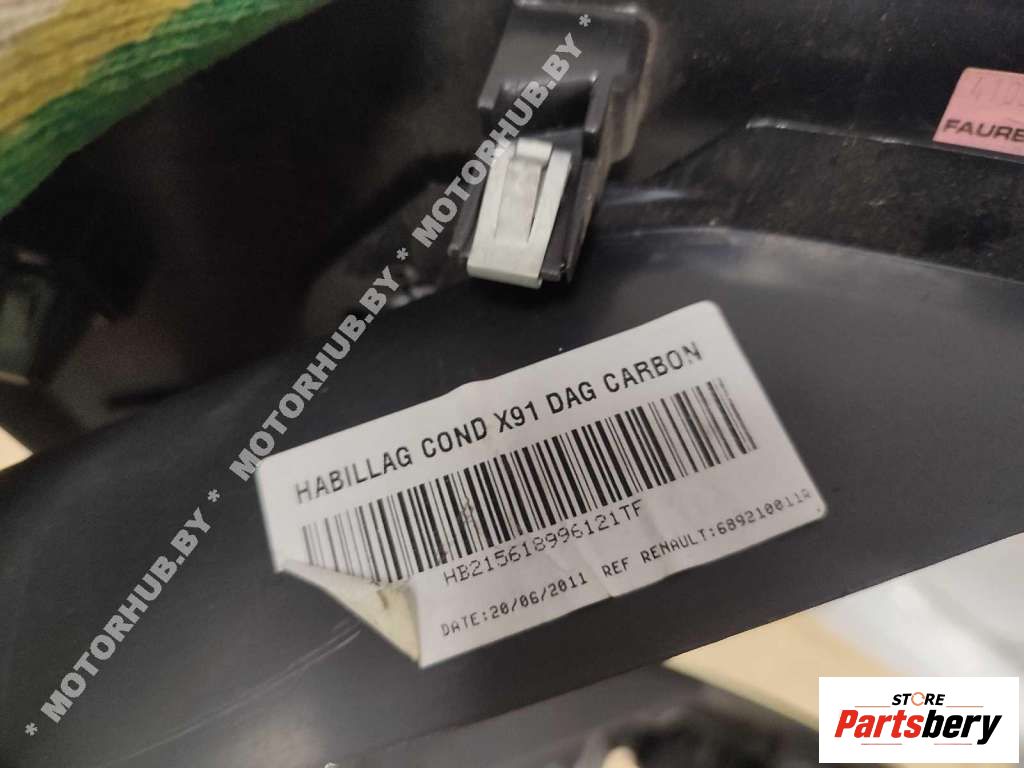 FAURE
HABILLAG COND X91 DAG CARBON
HB215618996121TF
DATE:20/06/2011 REF RENAULT:689210011R
* MOTORHUB.BY * MOTORHUB.BY * MOTORHUB.BY *
STORE
Partsbery